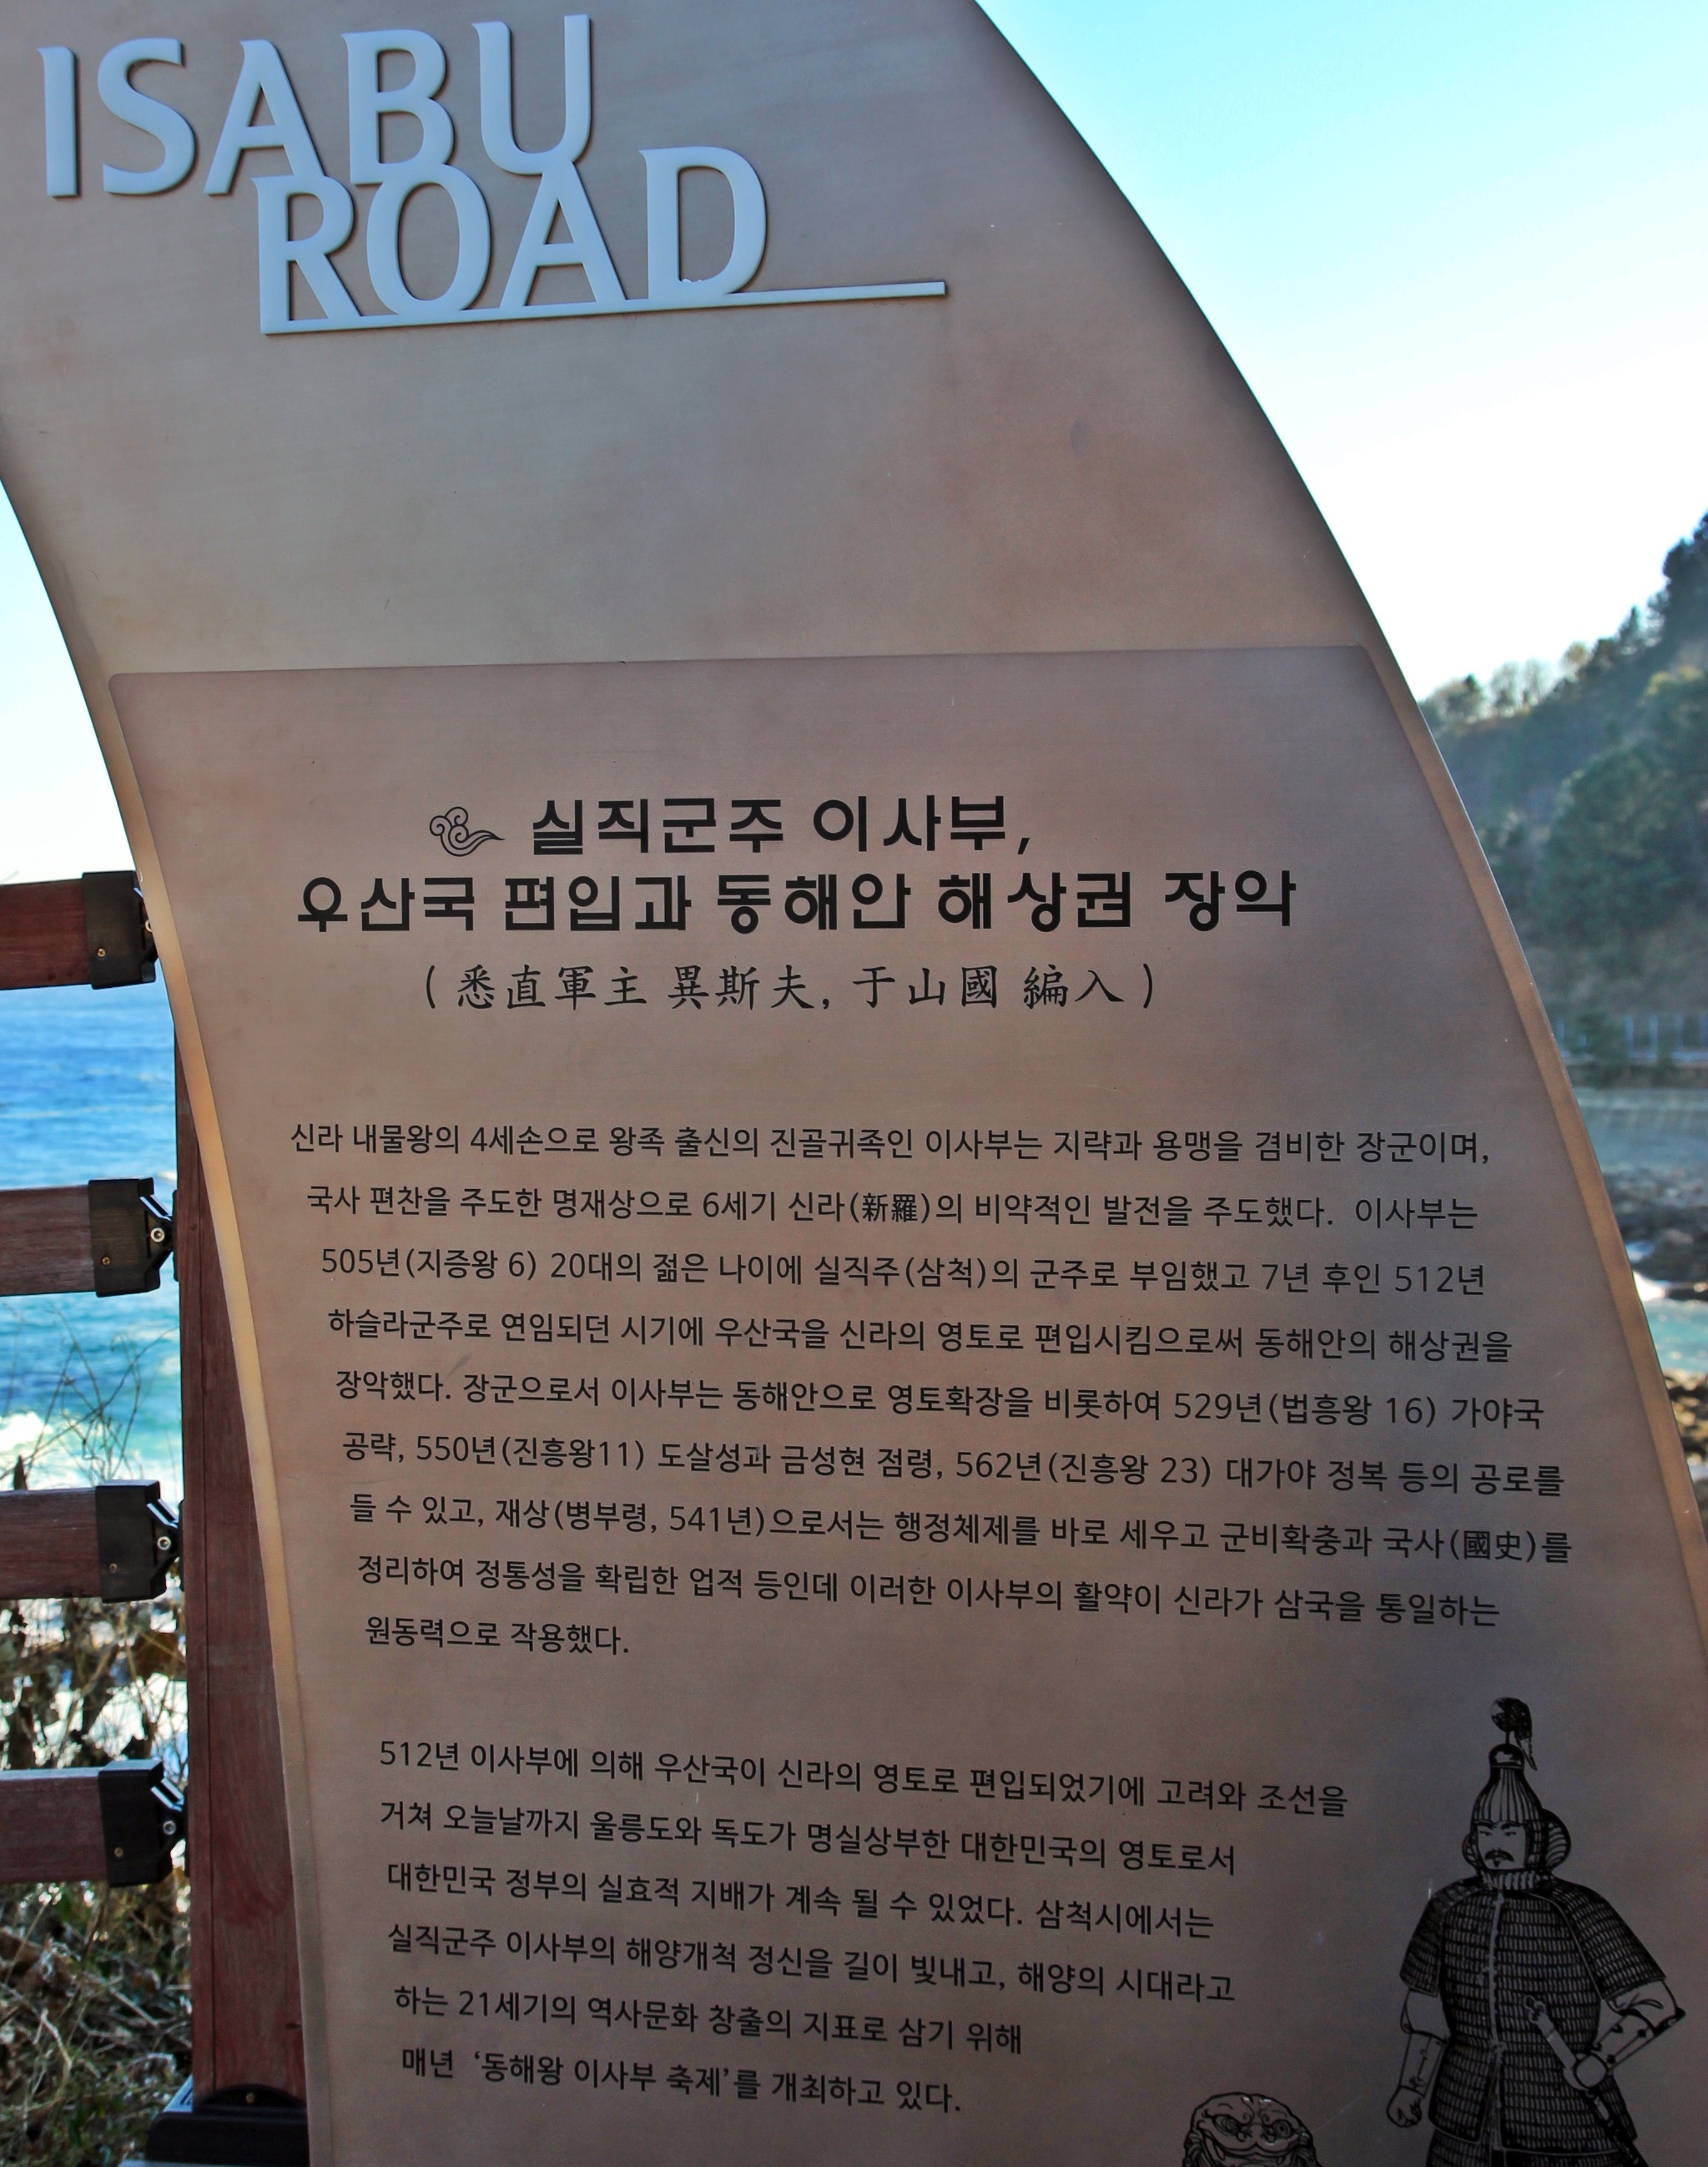 ISABU
ROAD
실직군주 이사부,
우산국 편입과 동해안 해상권 장악
(悉直軍主 異斯夫, 于山國 編入)
신라 내물왕의 4세손으로 왕족 출신의 진골귀족인 이사부는 지략과 용맹을 겸비한 장군이며,
국사 편찬을 주도한 명재상으로 6세기 신라(新羅)의 비약적인 발전을 주도했다. 이사부는
505년(지증왕 6) 20대의 젊은 나이에 실직주(삼척)의 군주로 부임했고 7년 후인 512년
하슬라군주로 연임되던 시기에 우산국을 신라의 영토로 편입시킴으로써 동해안의 해상권을
장악했다. 장군으로서 이사부는 동해안으로 영토확장을 비롯하여 529년(법흥왕 16) 가야국
공략, 550년(진흥왕11) 도살성과 금성현 점령, 562년(진흥왕 23) 대가야 정복 등의 공로를
들 수 있고, 재상(병부령, 541년)으로서는 행정체제를 바로 세우고 군비확충과 국사(國史)를
정리하여 정통성을 확립한 업적 등인데 이러한 이사부의 활약이 신라가 삼국을 통일하는
원동력으로 작용했다.
512년 이사부에 의해 우산국이 신라의 영토로 편입되었기에 고려와 조선을
거쳐 오늘날까지 울릉도와 독도가 명실상부한 대한민국의 영토로서
대한민국 정부의 실효적 지배가 계속 될 수 있었다. 삼척시에서는
실직군주 이사부의 해양개척 정신을 길이 빛내고, 해양의 시대라고
하는 21세기의 역사문화 창출의 지표로 삼기 위해
매년 ‘동해왕 이사부 축제’를 개최하고 있다.